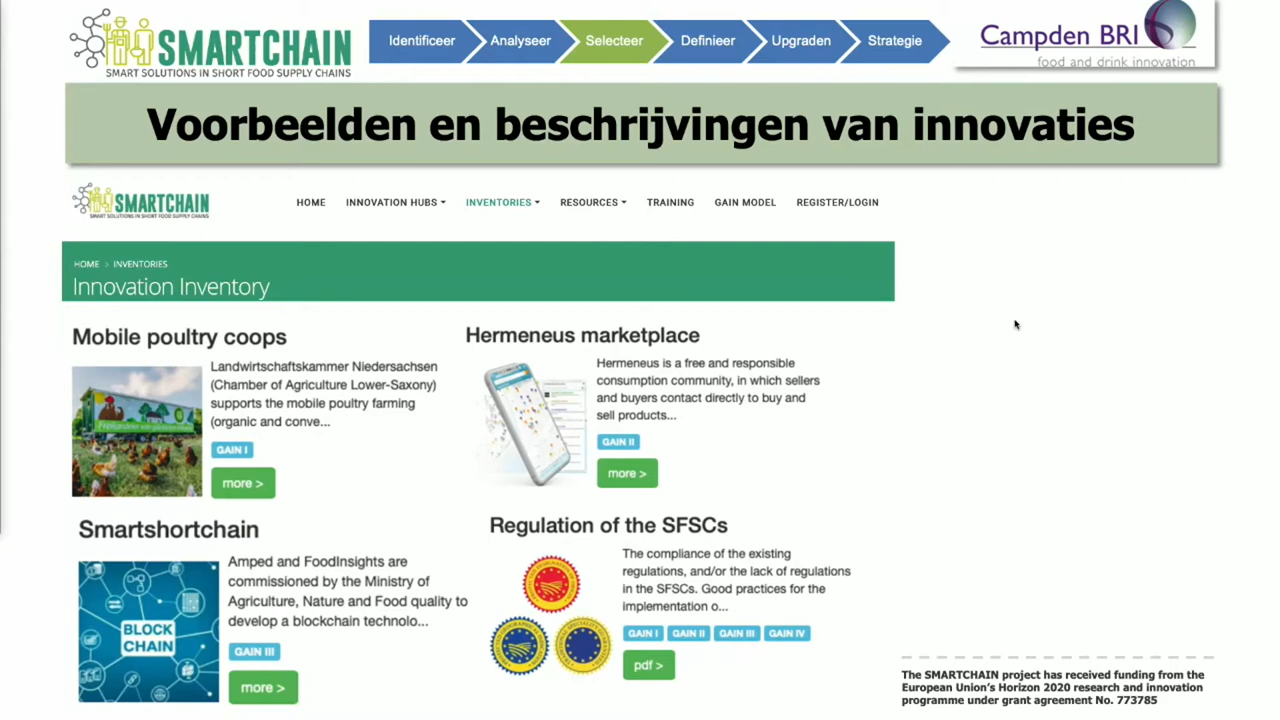 SMARTCHAIN
SMART SOLUTIONS IN SHORT FOOD SUPPLY CHAINS
Identificeer Analyseer Selecteer Definieer Upgraden Strategie
Campden BRI
food and drink innovation
Voorbeelden en beschrijvingen van innovaties
SMARTCHAIN
SMART SOLUTIONS IN SHORT FOOD SUPPLY CHAINS
HOME INNOVATION HUBS INVENTORIES RESOURCES TRAINING GAIN MODEL REGISTER/LOGIN
HOME > INVENTORIES
Innovation Inventory
Mobile poultry coops
Landwirtschaftskammer Niedersachsen
(Chamber of Agriculture Lower-Saxony)
supports the mobile poultry farming
(organic and conve...
GAIN I
more >
Hermeneus marketplace
Hermeneus is a free and responsible
consumption community, in which sellers
and buyers contact directly to buy and
sell products...
GAIN II
more >
Smartshortchain
BLOCK
CHAIN
Amped and FoodInsights are
commissioned by the Ministry of
Agriculture, Nature and Food quality to
develop a blockchain technolo...
GAIN III
more >
Regulation of the SFSCs
The compliance of the existing
regulations, and/or the lack of regulations
in the SFSCs. Good practices for the
implementation o...
GAIN I GAIN II GAIN III GAIN IV
pdf >
The SMARTCHAIN project has received funding from the
European Union's Horizon 2020 research and innovation
programme under grant agreement No. 773785